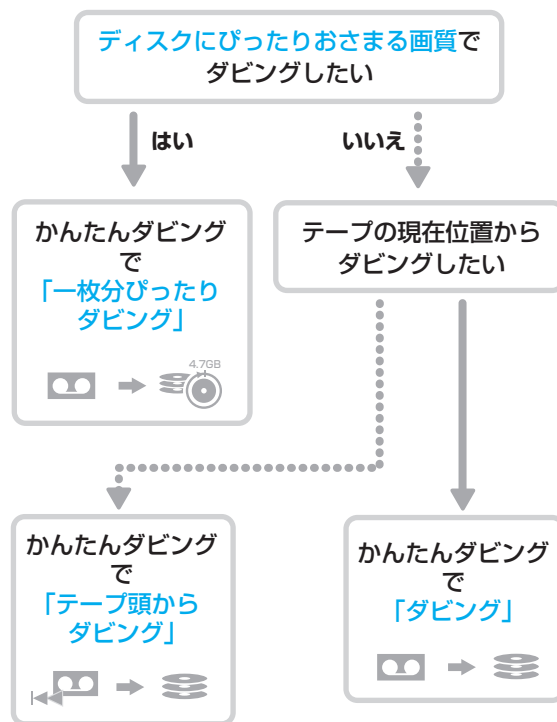 ディスクにぴったりおさまる画質で
ダビングしたい
はい
いいえ
かんたんダビング
で
「一枚分ぴったり
ダビング」
4.7GB
テープの現在位置から
ダビングしたい
かんたんダビング
で
「テープ頭から
ダビング」
かんたんダビング
で
「ダビング」